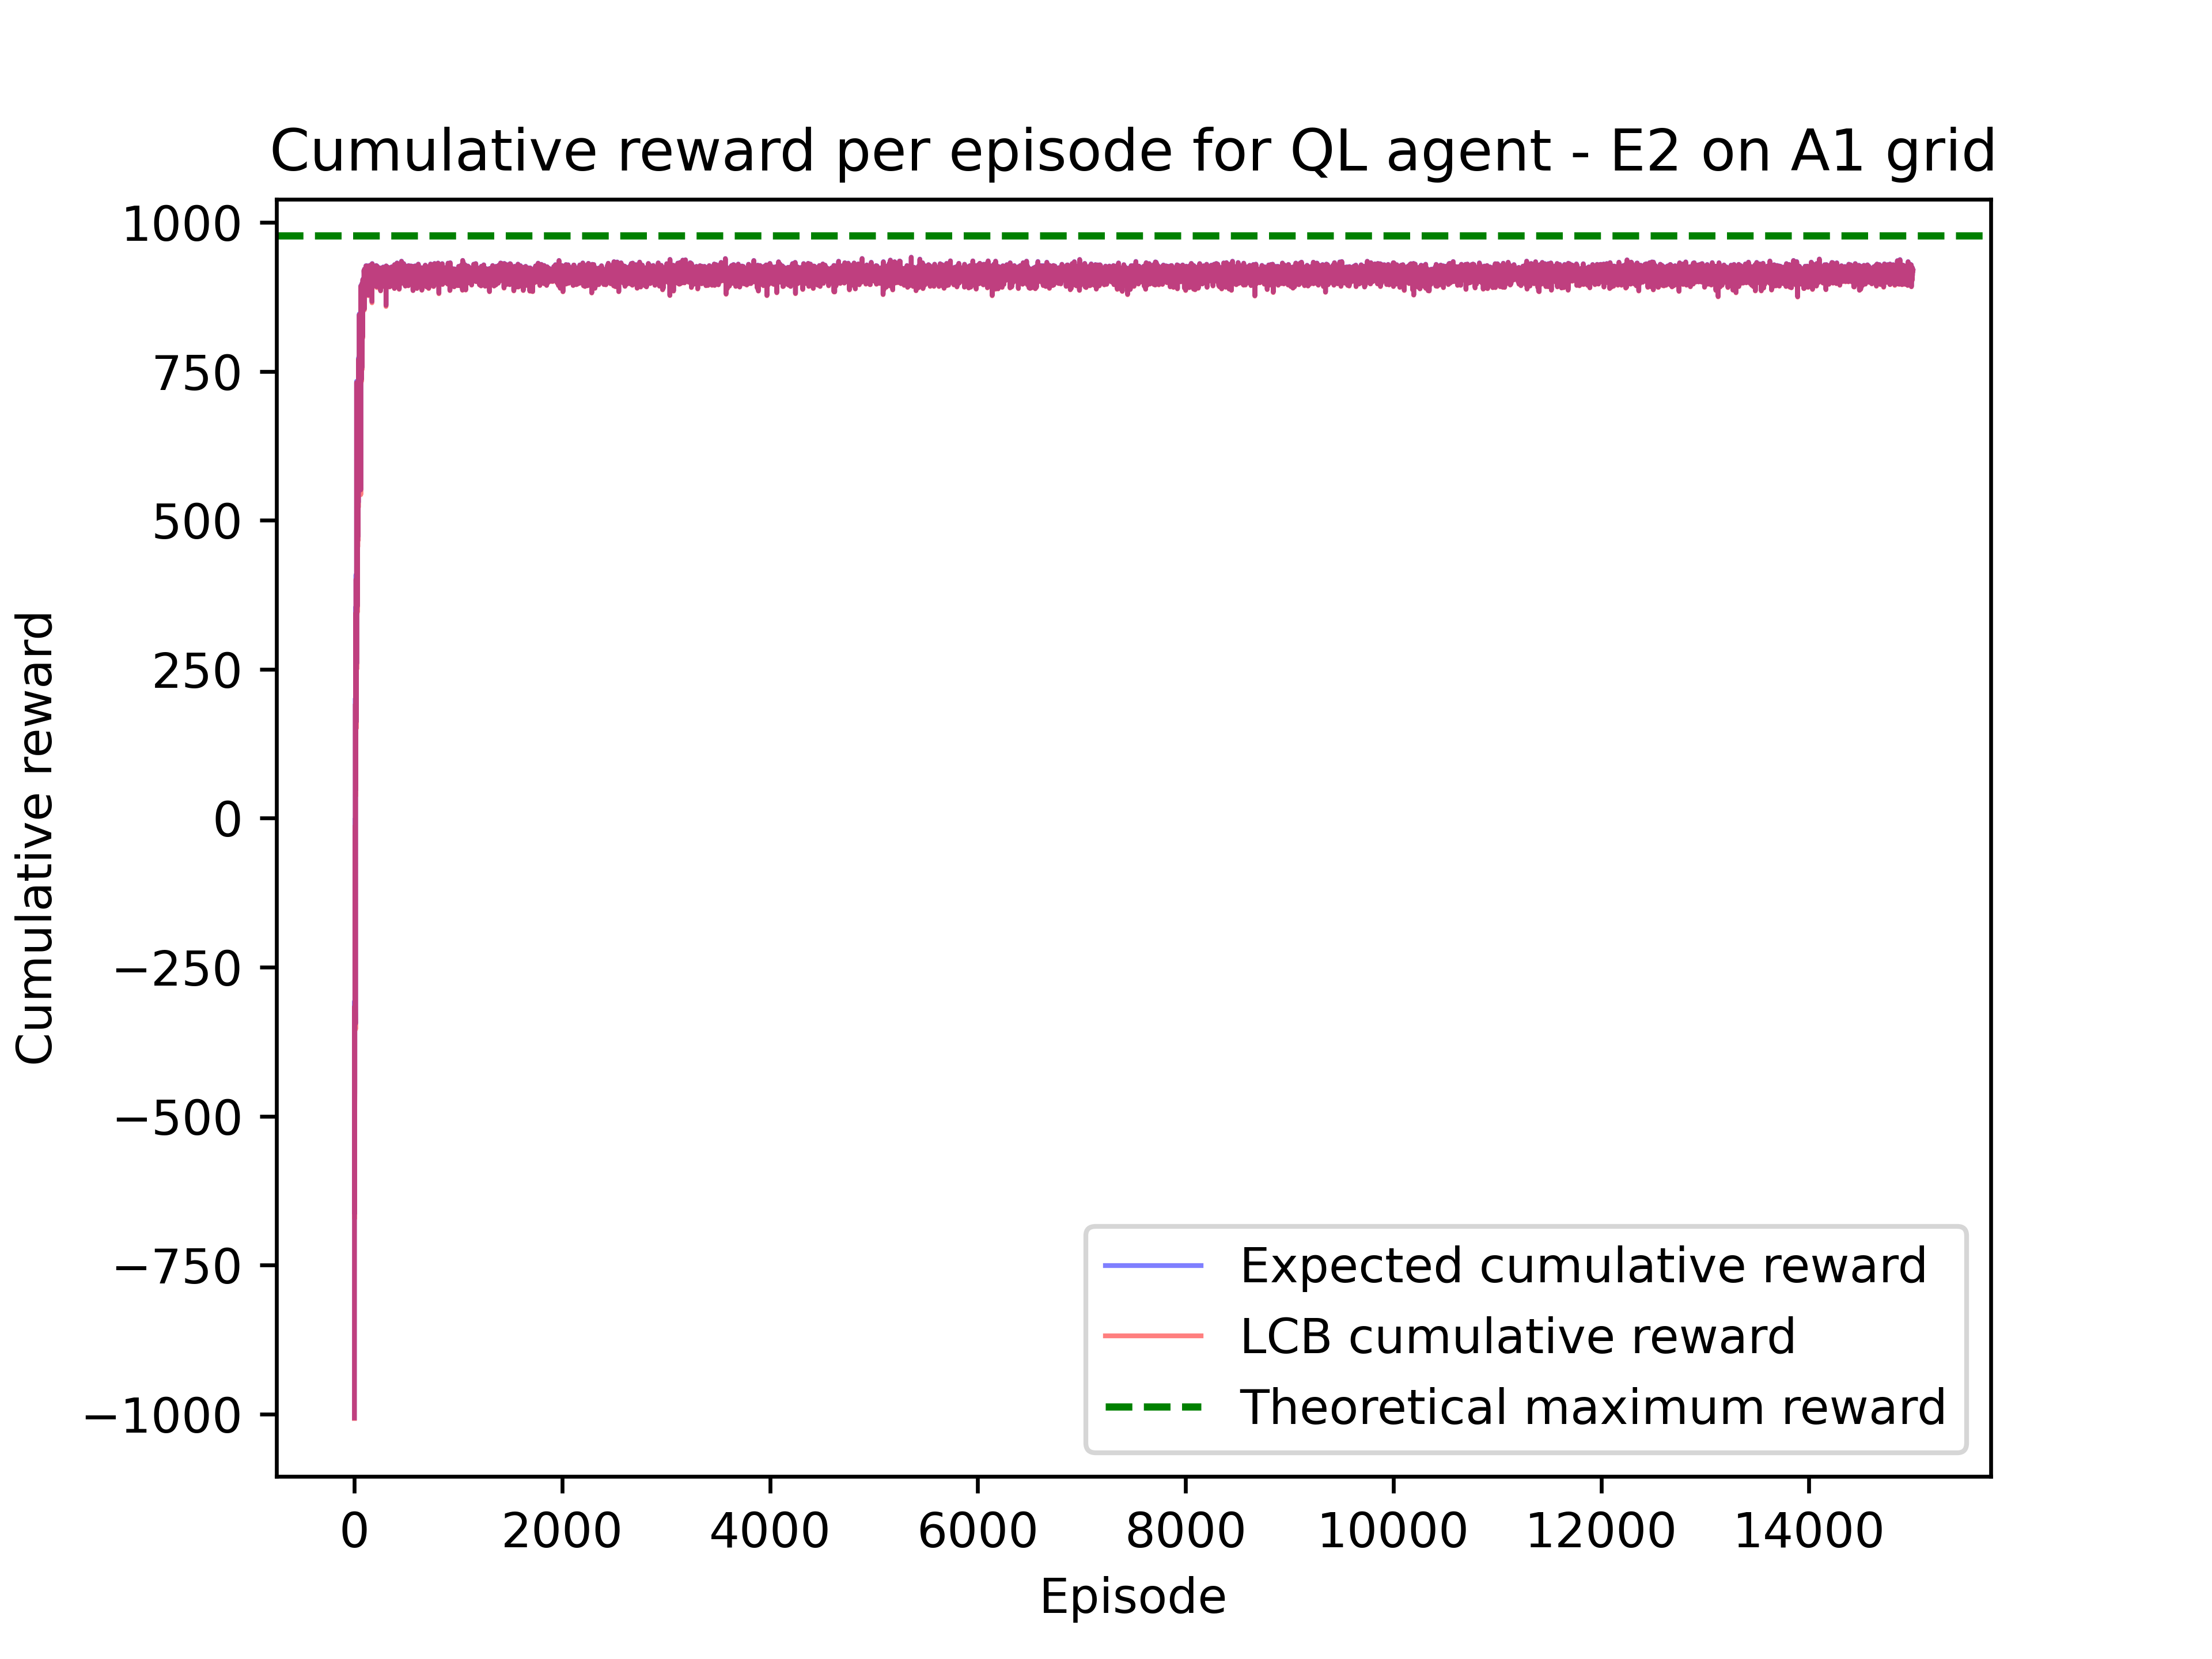 Cumulative reward per episode for QL agent - E2 on A1 grid
1000
750
500
250
0
−250
−500
−750
−1000
Cumulative reward
Expected cumulative reward
LCB cumulative reward
Theoretical maximum reward
0 2000 4000 6000 8000 10000 12000 14000
Episode